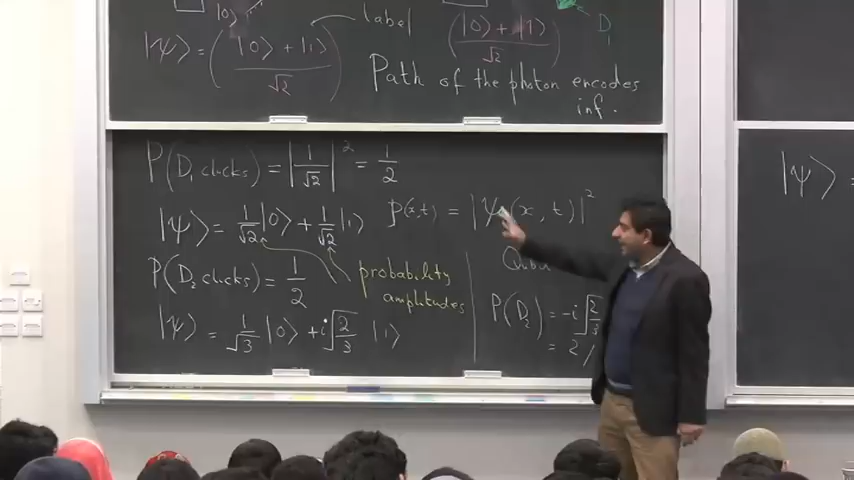 |0⟩
label
|ψ⟩ = (|0⟩ + |1⟩ / √2)
(|0⟩ + |1⟩ / √2)
D₁
Path of the photon encodes
inf.
P(D₁ clicks) = |1/√2|² = 1/2
|ψ⟩ = 1/√2 |0⟩ + 1/√2 |1⟩
p(x,t) = |ψ(x, t)|²
P(D₂ clicks) = 1/2
probability
amplitudes
|ψ⟩ = 1/√3 |0⟩ + i√(2/3) |1⟩
P(D₂) = -i√(2/3
= 2/
|ψ⟩ =